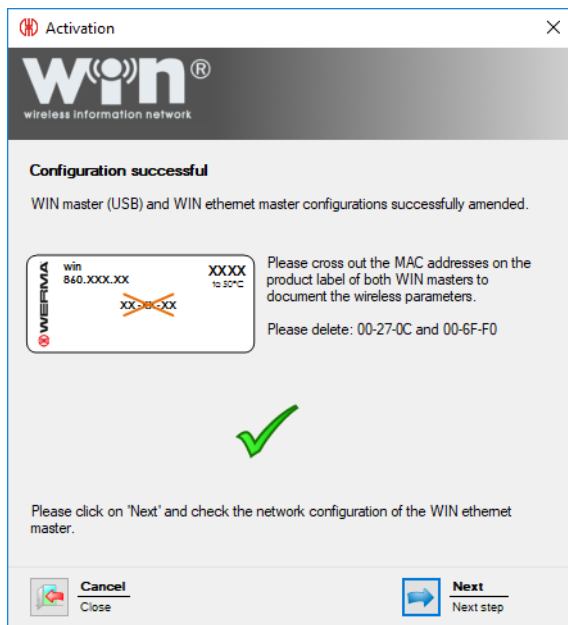 Activation
win®
wireless information network
Configuration successful
WIN master (USB) and WIN ethernet master configurations successfully amended.
WERMA
win
860.XXX.XX
XXXX
to 50°C
XX-XX-XX
Please cross out the MAC addresses on the
product label of both WIN masters to
document the wireless parameters.
Please delete: 00-27-0C and 00-6F-F0
Please click on 'Next' and check the network configuration of the WIN ethernet
master.
Cancel
Close
Next
Next step